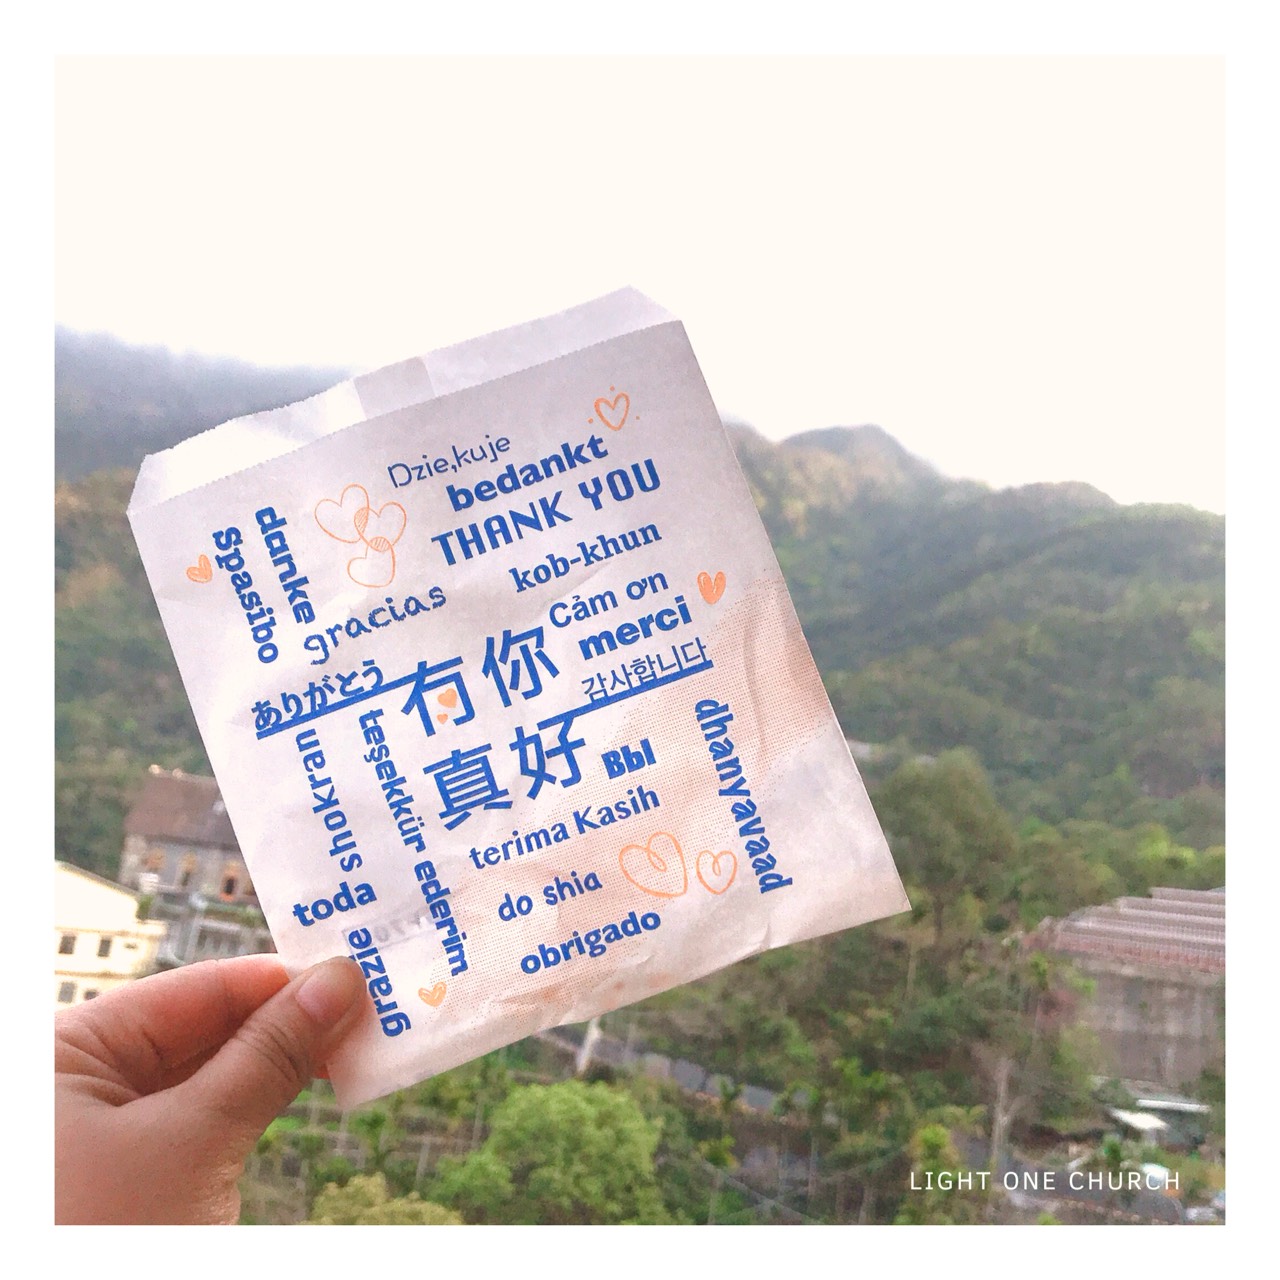 Dzie,kuje
bedankt
THANK YOU
kob-khun
Cảm ơn
merci
감사합니다
danke
Spasibo
gracias
ありがとう
有你
真好
Bbl
terima Kasih
do shia
obrigado
dhanyavaad
teşekkür ederim
shoKran
toda
grazie
LIGHT ONE CHURCH